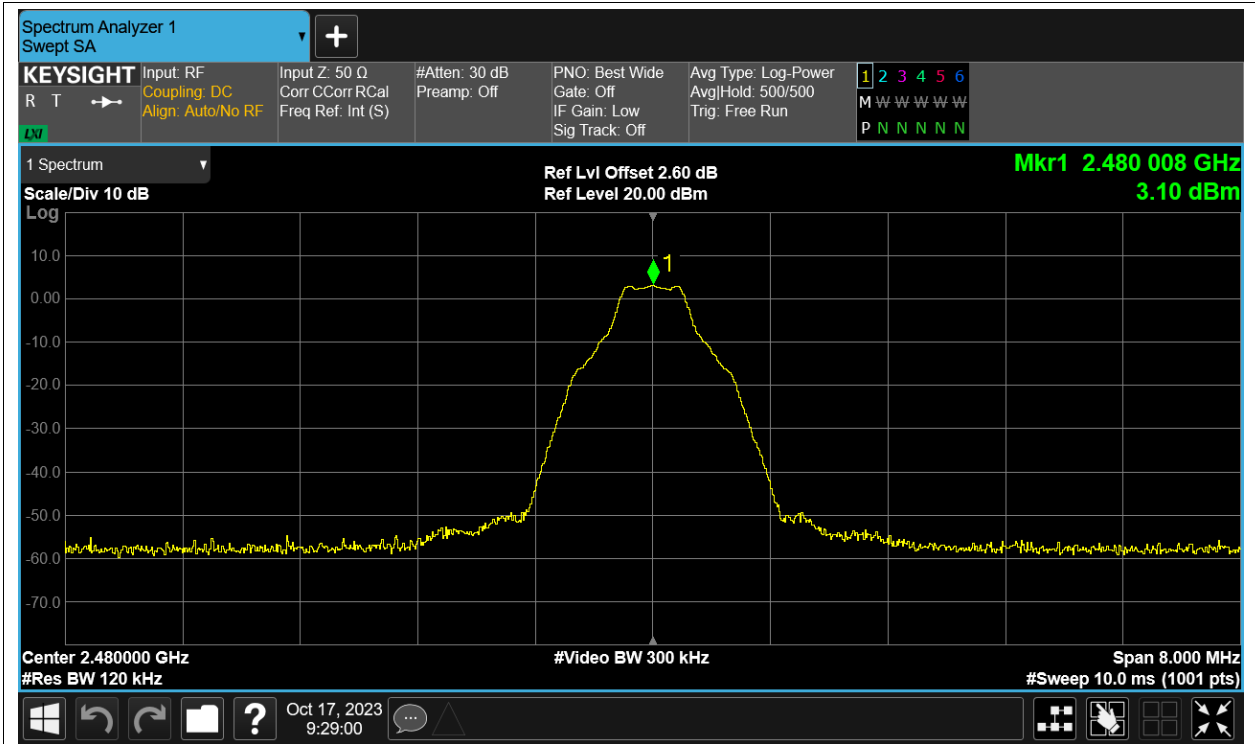 Spectrum Analyzer 1
Swept SA
+
KEYSIGHT
R T
LXI
Input: RF
Coupling: DC
Align: Auto/No RF
Input Z: 50 Ω
Corr CCorr RCal
Freq Ref: Int (S)
#Atten: 30 dB
Preamp: Off
PNO: Best Wide
Gate: Off
IF Gain: Low
Sig Track: Off
Avg Type: Log-Power
Avg|Hold: 500/500
Trig: Free Run
1 2 3 4 5 6
M W W W W W
P N N N N N
1 Spectrum
Scale/Div 10 dB
Log
Ref Lvl Offset 2.60 dB
Ref Level 20.00 dBm
Mkr1 2.480 008 GHz
3.10 dBm
1
10.0
0.00
-10.0
-20.0
-30.0
-40.0
-50.0
-60.0
-70.0
Center 2.480000 GHz
#Video BW 300 kHz
Span 8.000 MHz
#Res BW 120 kHz
#Sweep 10.0 ms (1001 pts)
?
Oct 17, 2023
9:29:00